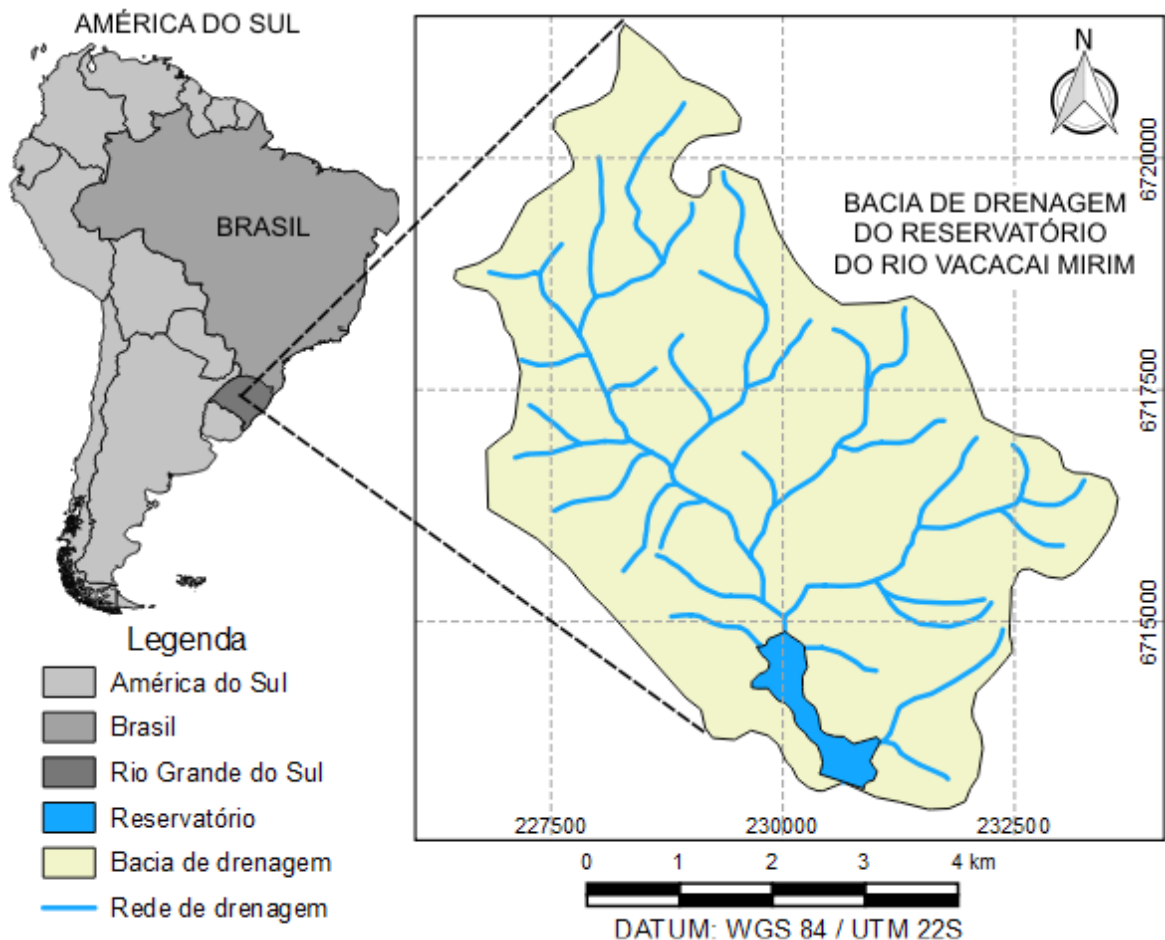 AMÉRICA DO SUL
BRASIL
N
BACIA DE DRENAGEM
DO RESERVATÓRIO
DO RIO VACACAI MIRIM
6720000
6717500
6715000
227500
230000
232500
Legenda
América do Sul
Brasil
Rio Grande do Sul
Reservatório
Bacia de drenagem
Rede de drenagem
0 1 2 3 4 km
DATUM: WGS 84 / UTM 22S